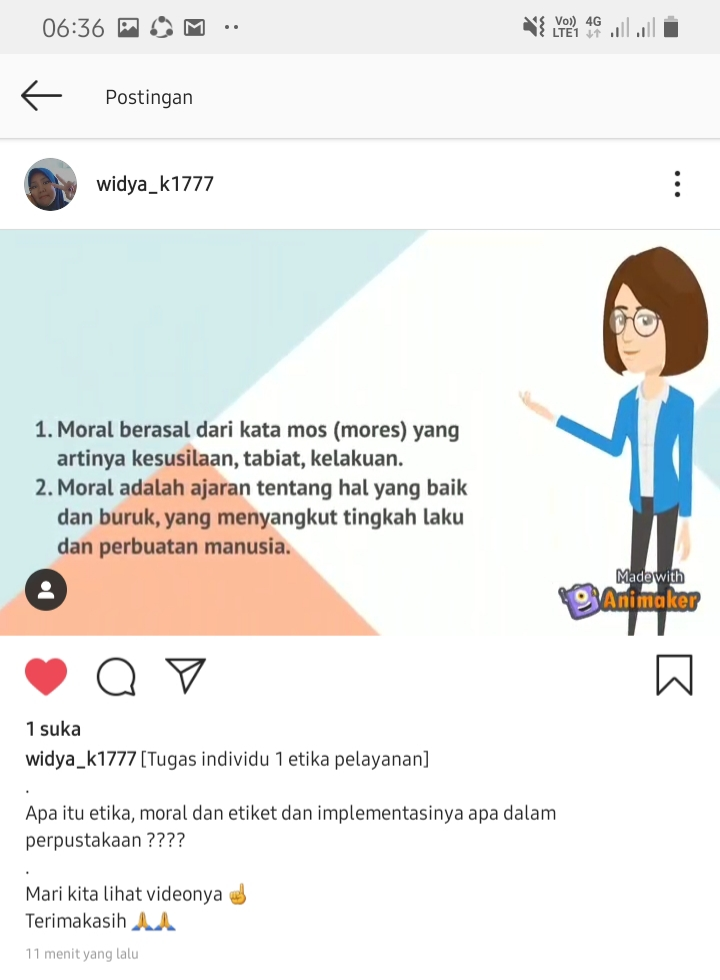 06:36
Vo)) 4G
LTE1
Postingan
widya_k1777
1. Moral berasal dari kata mos (mores) yang
artinya kesusilaan, tabiat, kelakuan.
2. Moral adalah ajaran tentang hal yang baik
dan buruk, yang menyangkut tingkah laku
dan perbuatan manusia.
Made with
Animaker
1 suka
widya_k1777 [Tugas individu 1 etika pelayanan]
.
Apa itu etika, moral dan etiket dan implementasinya apa dalam
perpustakaan ????
.
Mari kita lihat videonya ☝
Terimakasih 🙏🙏
11 menit yang lalu